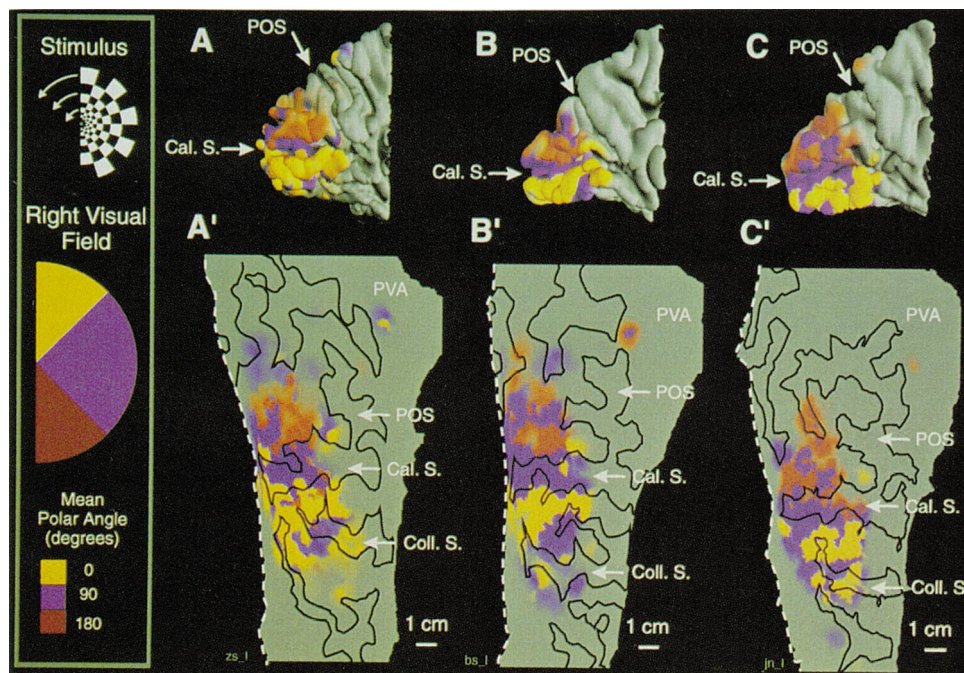 Stimulus
Right Visual
Field
Mean
Polar Angle
(degrees)
0
90
180
A
POS
Cal. S.
B
POS
Cal. S.
C
POS
Cal. S.
A'
PVA
POS
Cal. S.
Coll. S.
1 cm
zs_l
B'
PVA
POS
Cal. S.
Coll. S.
1 cm
bs_l
C'
PVA
POS
Cal. S.
Coll. S
1 cm
jn_l